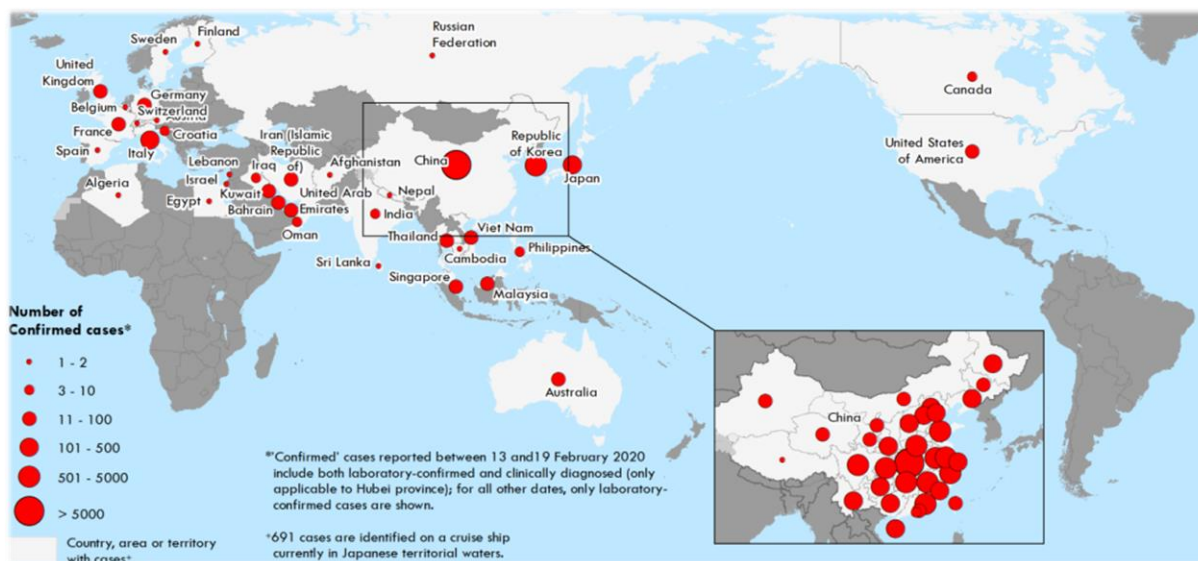 Sweden
Finland
Russian
Federation
United
Kingdom
Germany
Belgium
Switzerland
Austria
France
Croatia
Spain
Italy
Canada
United States
of America
Iran (Islamic
Republic
of)
Lebanon
Iraq
Afghanistan
Israel
Algeria
Egypt
Kuwait
Bahrain
United Arab
Emirates
Oman
China
Republic
of Korea
Japan
Nepal
India
Thailand
Viet Nam
Cambodia
Philippines
Sri Lanka
Singapore
Malaysia
Australia
China
Number of
Confirmed cases*
1 - 2
3 - 10
11 - 100
101 - 500
501 - 5000
> 5000
Country, area or territory
with cases⁺
*'Confirmed' cases reported between 13 and19 February 2020
include both laboratory-confirmed and clinically diagnosed (only
applicable to Hubei province); for all other dates, only laboratory-
confirmed cases are shown.
⁺691 cases are identified on a cruise ship
currently in Japanese territorial waters.